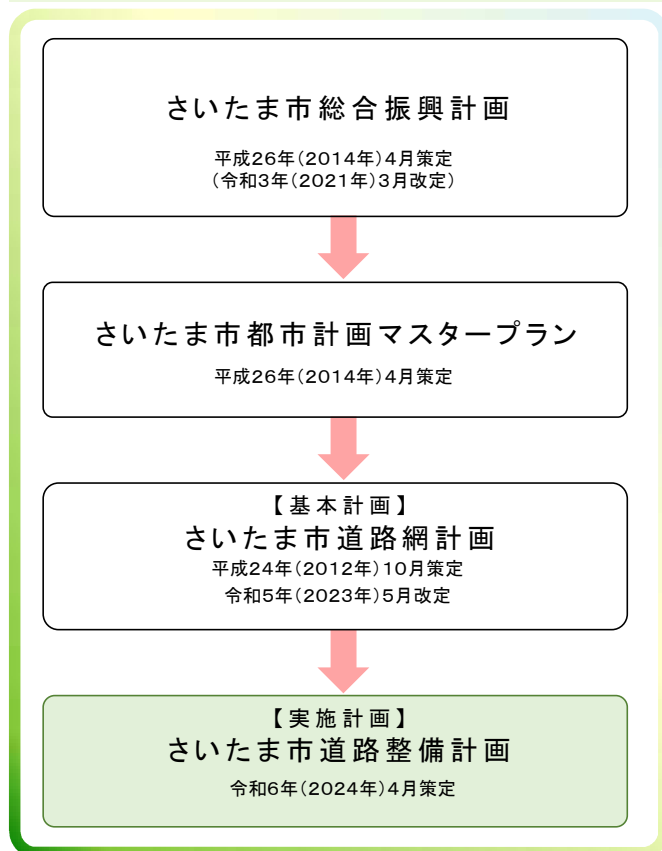 さいたま市総合振興計画
平成26年(2014年)4月策定
(令和3年(2021年)3月改定)
さいたま市都市計画マスタープラン
平成26年(2014年)4月策定
【基本計画】
さいたま市道路網計画
平成24年(2012年)10月策定
令和5年(2023年)5月改定
【実施計画】
さいたま市道路整備計画
令和6年(2024年)4月策定